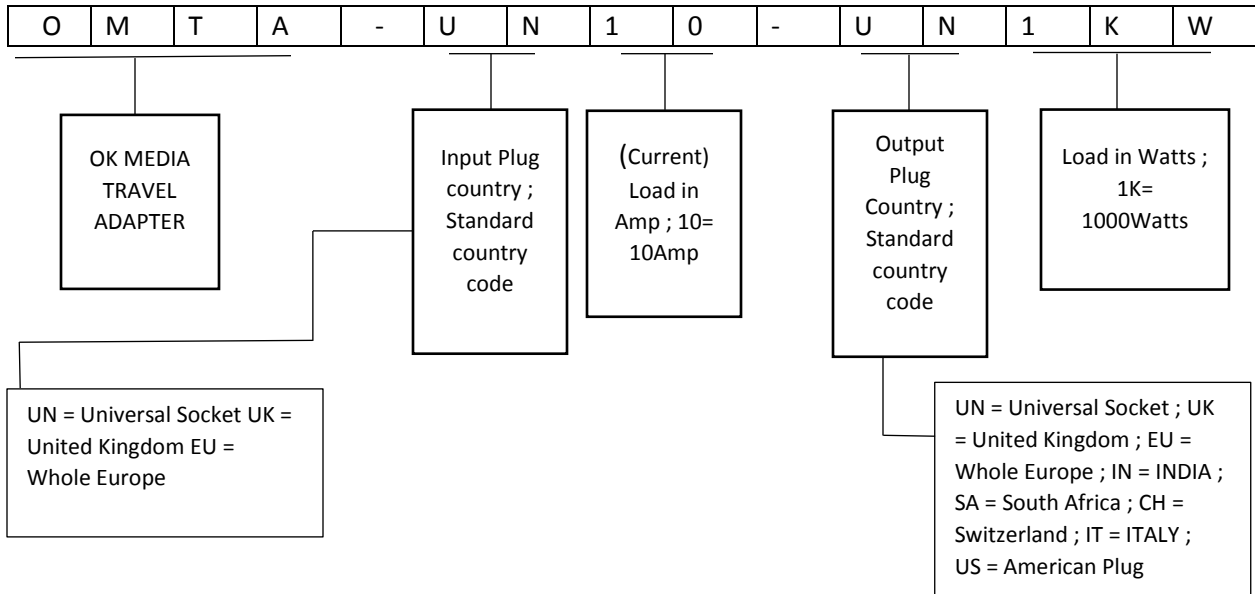 O M T A - U N 1 0 - U N 1 K W
OK MEDIA
TRAVEL
ADAPTER
Input Plug
country ;
Standard
country
code
(Current)
Load in
Amp ; 10=
10Amp
Output
Plug
Country ;
Standard
country
code
Load in Watts ;
1K=
1000Watts
UN = Universal Socket UK =
United Kingdom EU =
Whole Europe
UN = Universal Socket ; UK
= United Kingdom ; EU =
Whole Europe ; IN = INDIA ;
SA = South Africa ; CH =
Switzerland ; IT = ITALY ;
US = American Plug